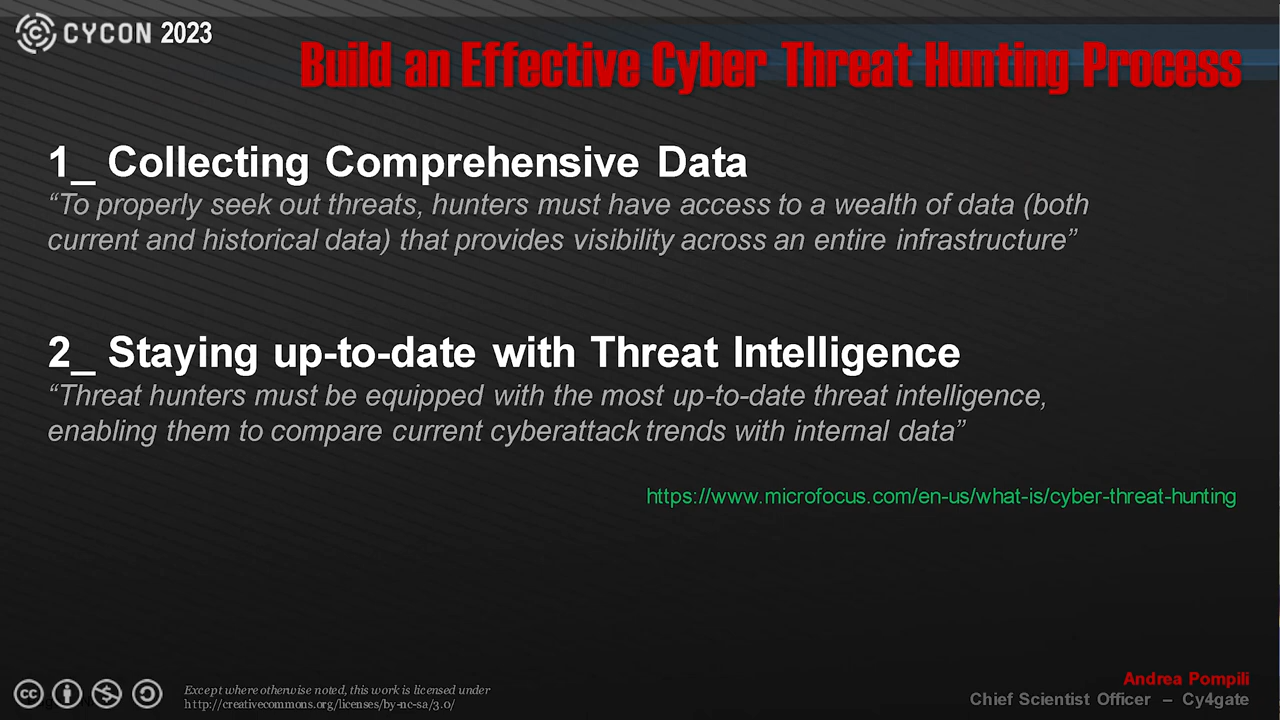 CYCON 2023
Build an Effective Cyber Threat Hunting Process
1_ Collecting Comprehensive Data
“To properly seek out threats, hunters must have access to a wealth of data (both
current and historical data) that provides visibility across an entire infrastructure”
2_ Staying up-to-date with Threat Intelligence
“Threat hunters must be equipped with the most up-to-date threat intelligence,
enabling them to compare current cyberattack trends with internal data”
https://www.microfocus.com/en-us/what-is/cyber-threat-hunting
Andrea Pompili
Chief Scientist Officer – Cy4gate
cc
Except where otherwise noted, this work is licensed under
http://creativecommons.org/licenses/by-nc-sa/3.0/